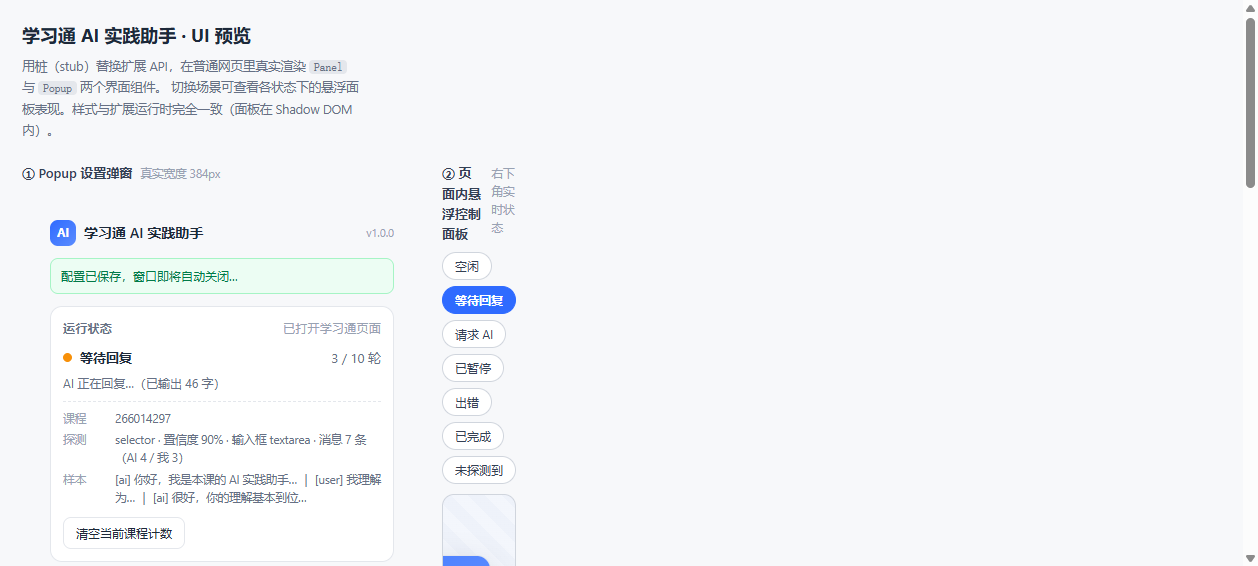 学习通 AI 实践助手 · UI 预览
用桩（stub）替换扩展 API，在普通网页里真实渲染 Panel
与 Popup 两个界面组件。 切换场景可查看各状态下的悬浮面
板表现。样式与扩展运行时完全一致（面板在 Shadow DOM
内）。
① Popup 设置弹窗 真实宽度 384px
AI 学习通 AI 实践助手 v1.0.0
配置已保存，窗口即将自动关闭...
运行状态 已打开学习通页面
等待回复 3 / 10 轮
AI 正在回复...（已输出 46 字）
课程 266014297
探测 selector · 置信度 90% · 输入框 textarea · 消息 7 条
（AI 4 / 我 3）
样本 [ai] 你好，我是本课的 AI 实践助手... | [user] 我理解
为... | [ai] 很好，你的理解基本到位...
清空当前课程计数
② 页
面内悬
浮控制
面板
右下
角实
时状
态
空闲
等待回复
请求 AI
已暂停
出错
已完成
未探测到